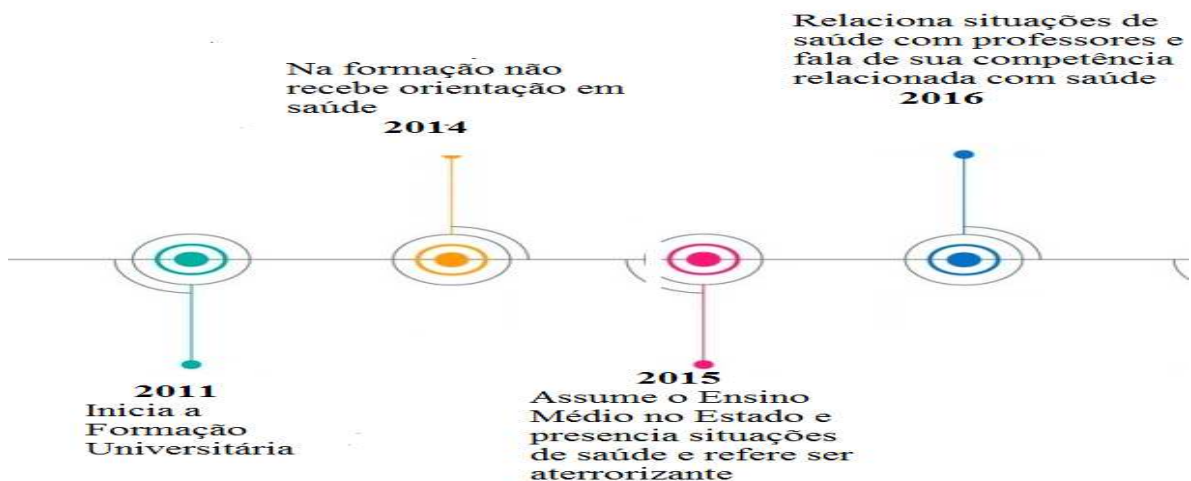 2011
Inicia a
Formação
Universitária
Na formação não
recebe orientação em
saúde
2014
2015
Assume o Ensino
Médio no Estado e
presencia situações
de saúde e refere ser
aterrorizante
Relaciona situações de
saúde com professores e
fala de sua competência
relacionada com saúde
2016